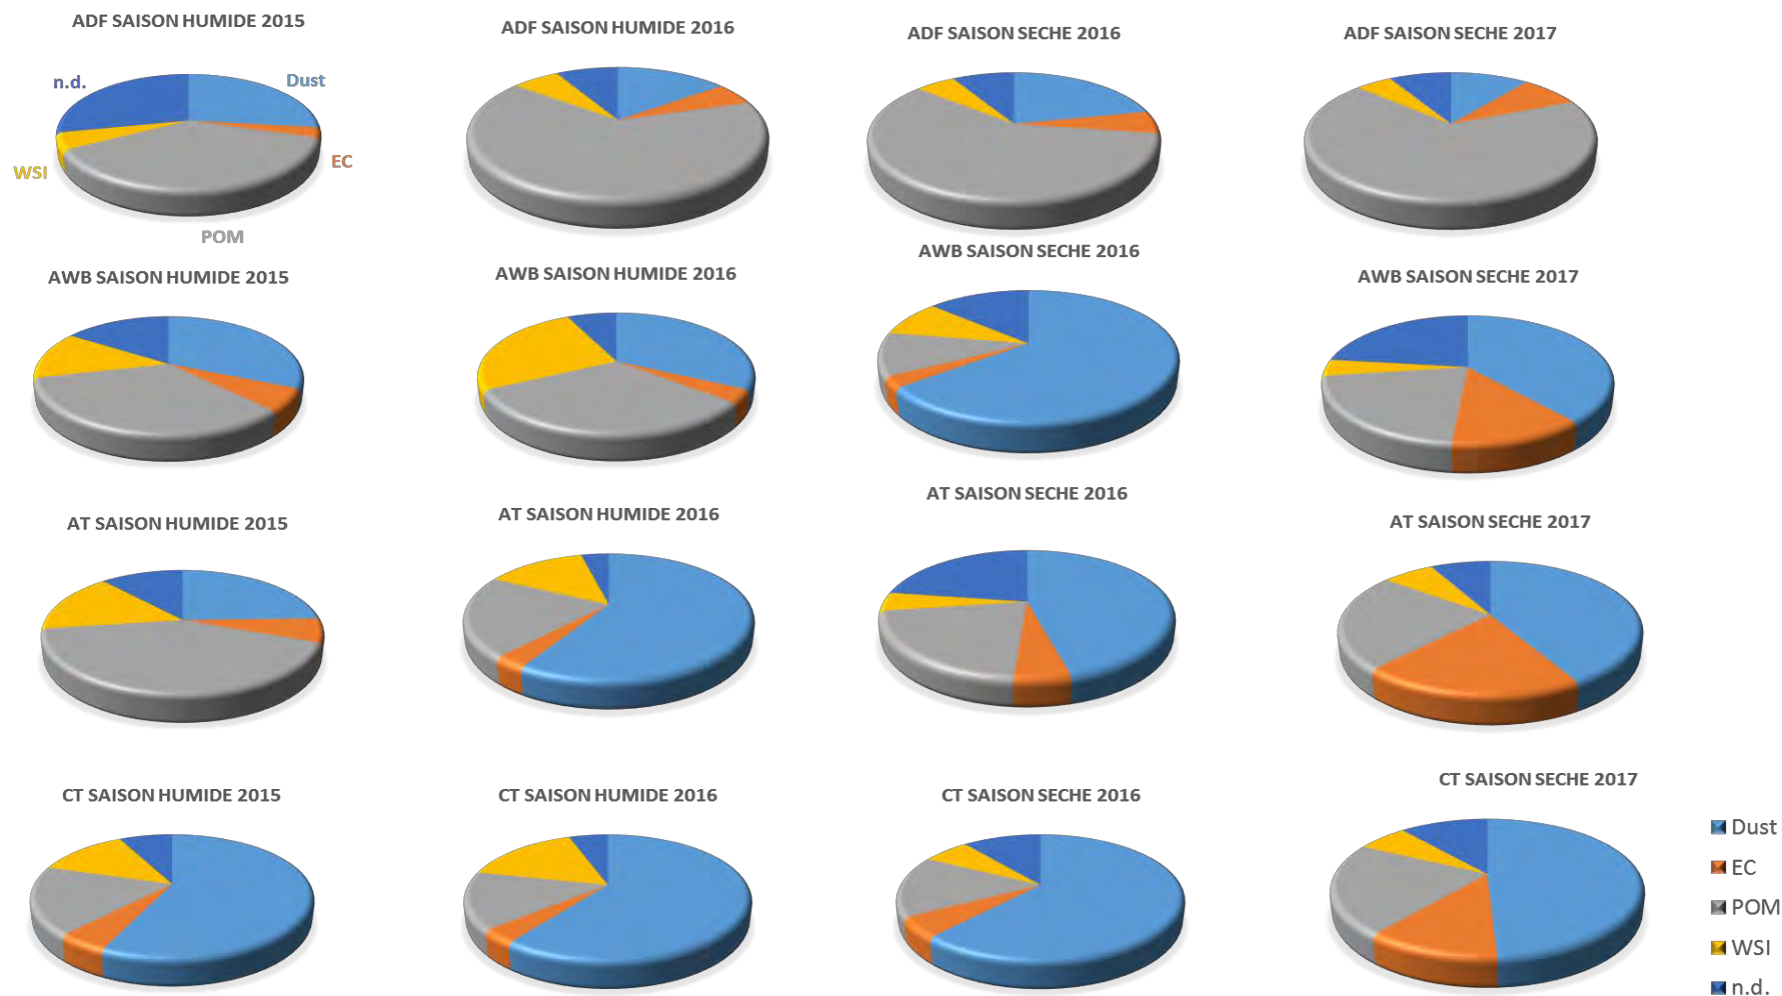 ADF SAISON HUMIDE 2015
ADF SAISON HUMIDE 2016
ADF SAISON SECHE 2016
ADF SAISON SECHE 2017
n.d.
Dust
WSI
EC
POM
AWB SAISON HUMIDE 2015
AWB SAISON HUMIDE 2016
AWB SAISON SECHE 2016
AWB SAISON SECHE 2017
AT SAISON HUMIDE 2015
AT SAISON HUMIDE 2016
AT SAISON SECHE 2016
AT SAISON SECHE 2017
CT SAISON HUMIDE 2015
CT SAISON HUMIDE 2016
CT SAISON SECHE 2016
CT SAISON SECHE 2017
Dust
EC
POM
WSI
n.d.